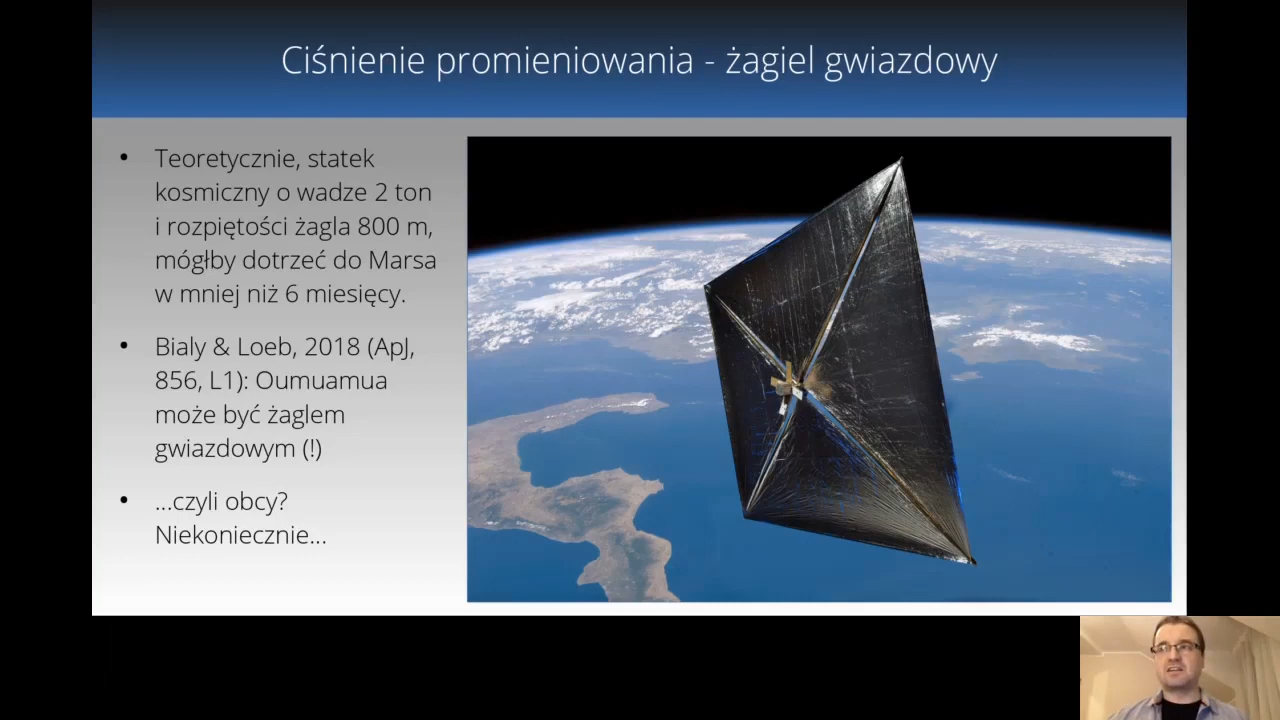 Ciśnienie promieniowania - żagiel gwiazdowy
• Teoretycznie, statek
kosmiczny o wadze 2 ton
i rozpiętości żagla 800 m,
mógłby dotrzeć do Marsa
w mniej niż 6 miesięcy.
• Bialy & Loeb, 2018 (ApJ,
856, L1): Oumuamua
może być żaglem
gwiazdowym (!)
• ...czyli obcy?
Niekoniecznie...